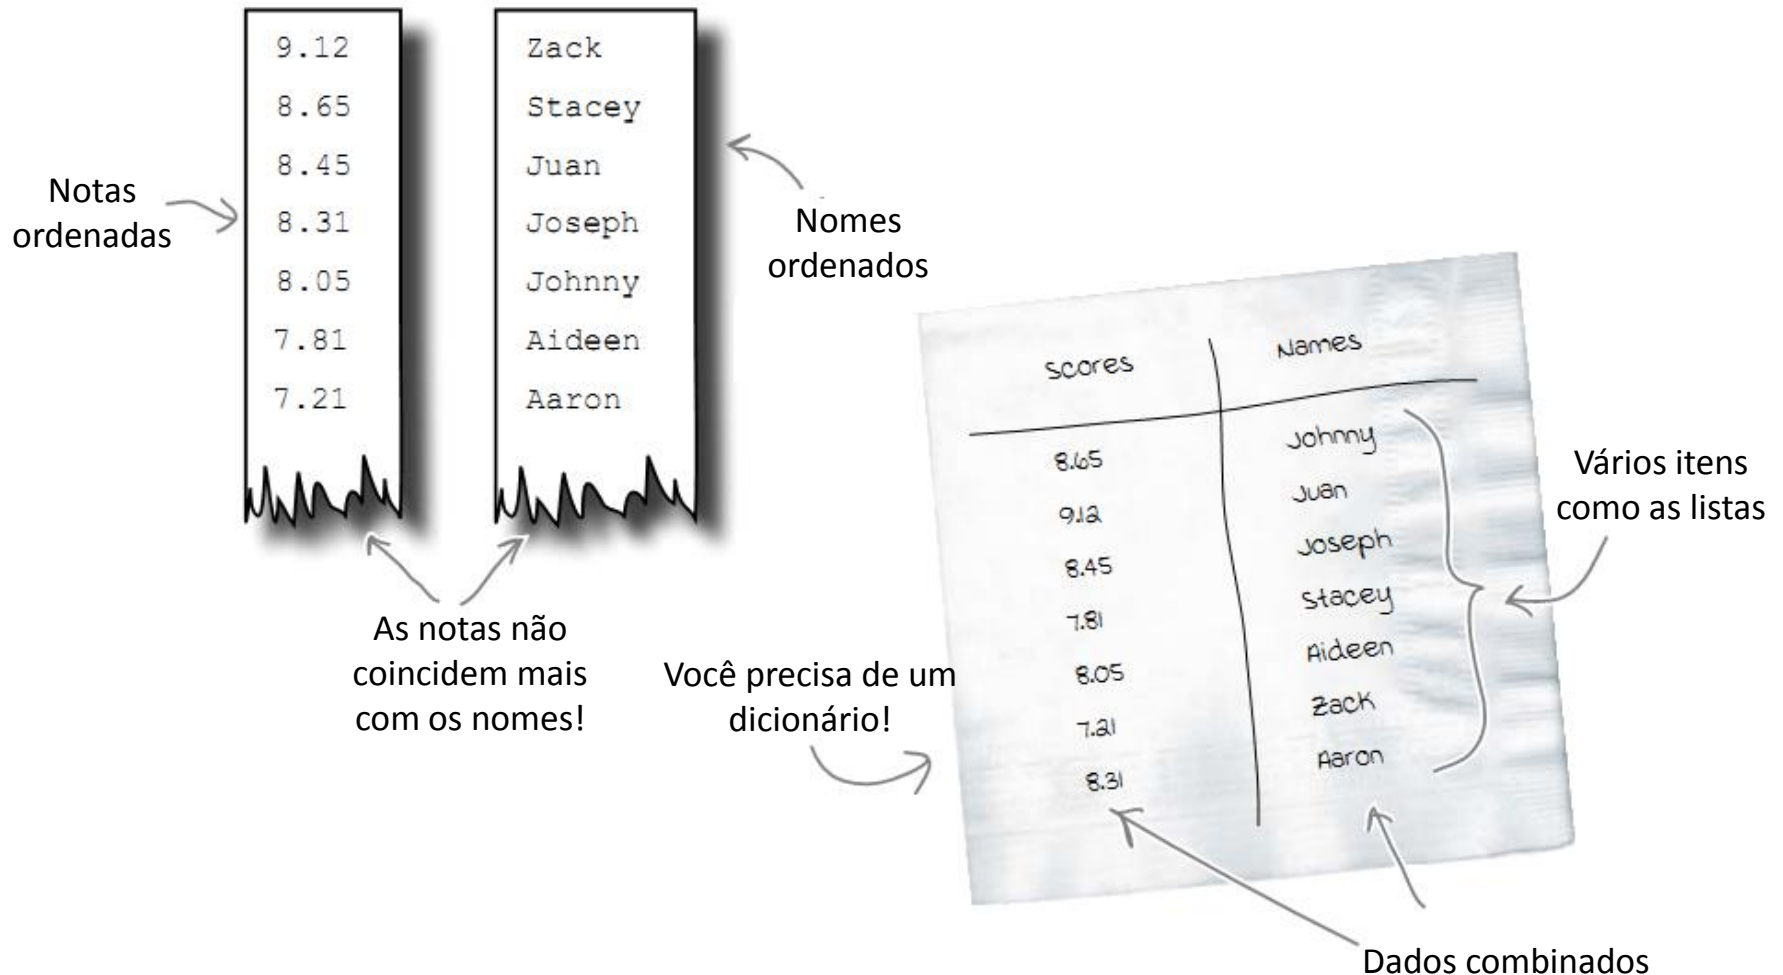 9.12
8.65
8.45
8.31
8.05
7.81
7.21
Zack
Stacey
Juan
Joseph
Johnny
Aideen
Aaron
Notas
ordenadas
Nomes
ordenados
As notas não
coincidem mais
com os nomes!
Você precisa de um
dicionário!
Scores Names
8.65 Johnny
9.12 Juan
8.45 Joseph
7.81 Stacey
8.05 Aideen
7.21 Zack
8.31 Aaron
Vários itens
como as listas
Dados combinados